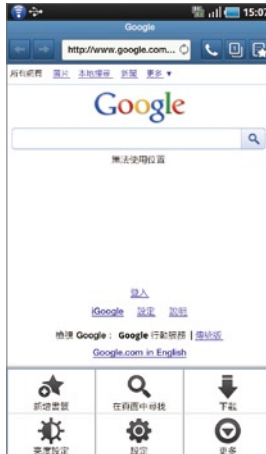 15:07
Google
http://www.google.com...
所有網頁 圖片 本地搜尋 新聞 更多 ▼
Google
無法使用位置
登入
iGoogle 設定 說明
檢視 Google： Google 行動服務 | 傳統版
Google.com in English
新增書籤 在頁面中尋找 下載
亮度設定 設定 更多